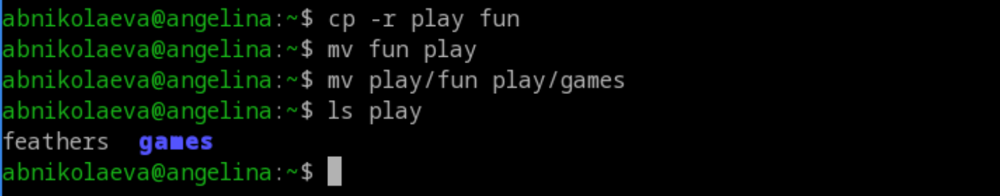 abnikolaeva@angelina:~$ cp -r play fun
abnikolaeva@angelina:~$ mv fun play
abnikolaeva@angelina:~$ mv play/fun play/games
abnikolaeva@angelina:~$ ls play
feathers  games
abnikolaeva@angelina:~$